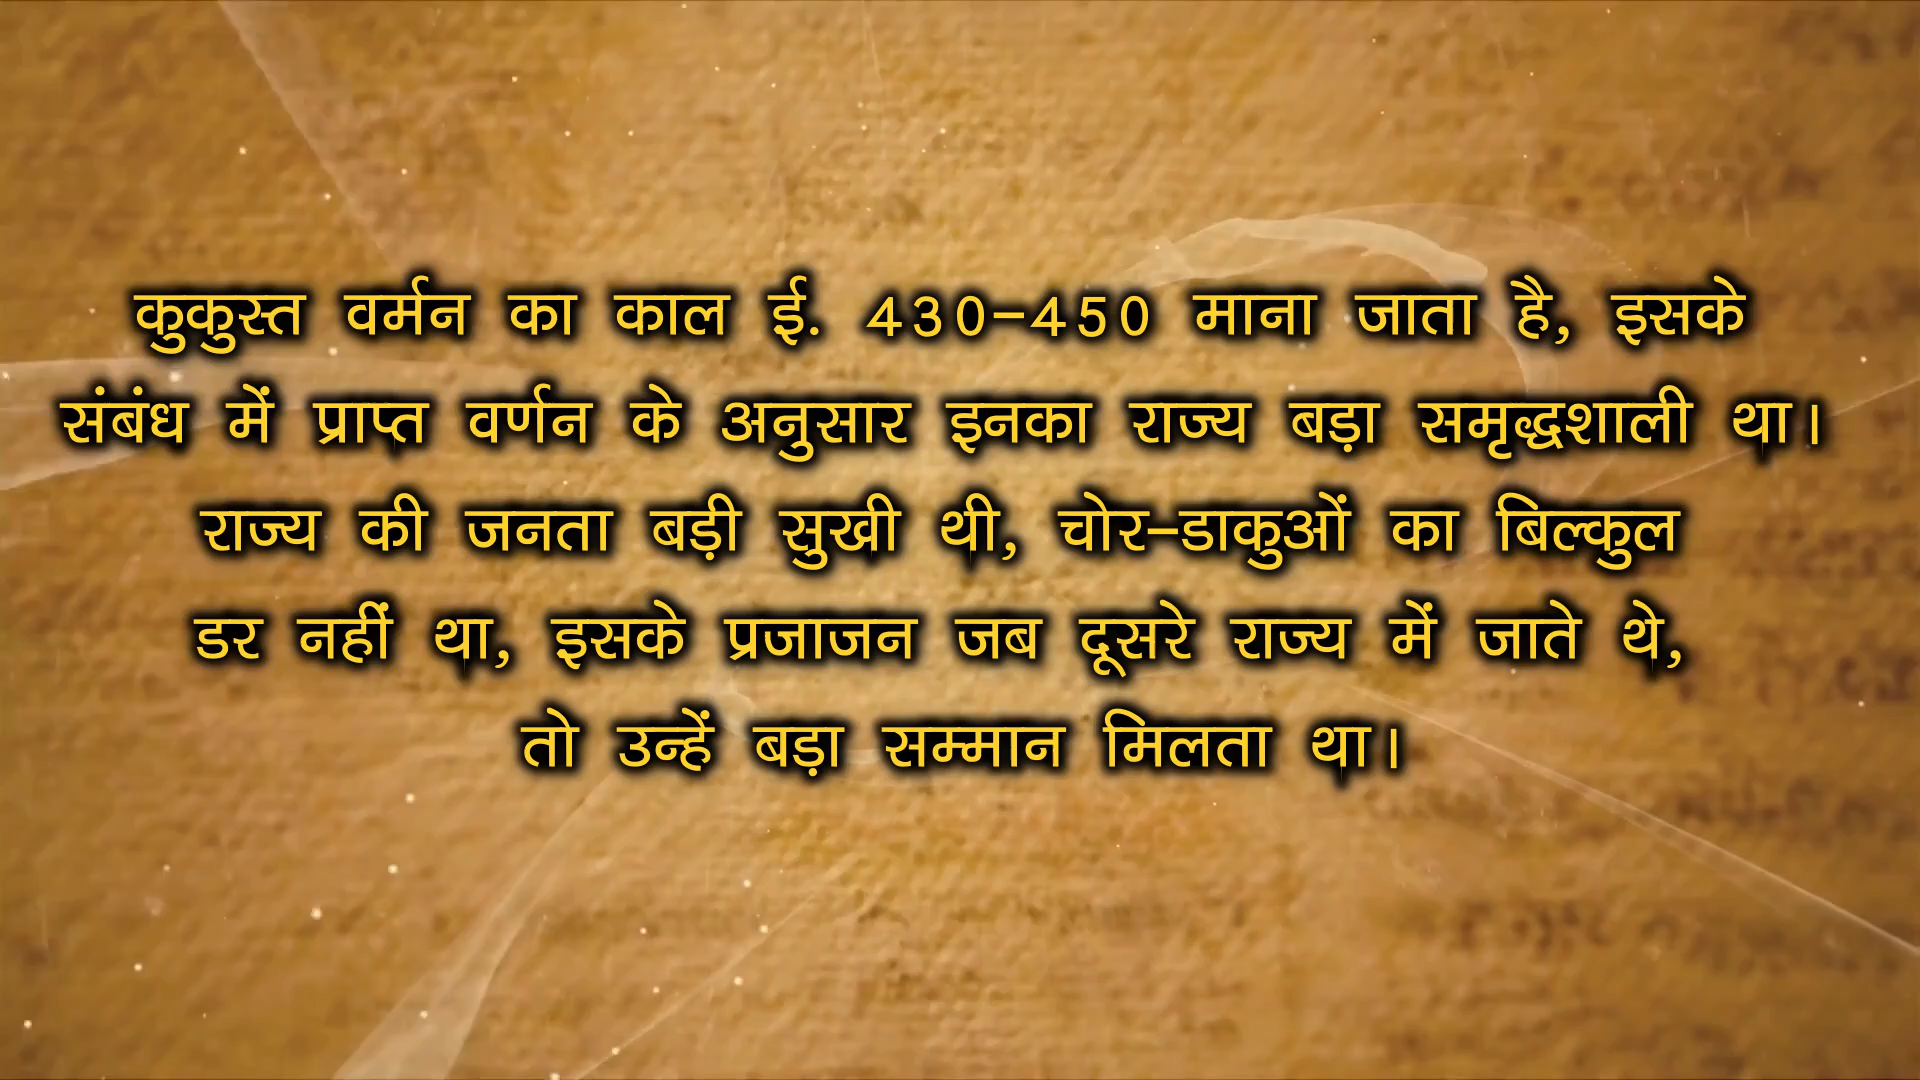 कुकुस्त वर्मन का काल ई. 430–450 माना जाता है, इसके
संबंध में प्राप्त वर्णन के अनुसार इनका राज्य बड़ा समृद्धशाली था।
राज्य की जनता बड़ी सुखी थी, चोर–डाकुओं का बिल्कुल
डर नहीं था, इसके प्रजाजन जब दूसरे राज्य में जाते थे,
तो उन्हें बड़ा सम्मान मिलता था।